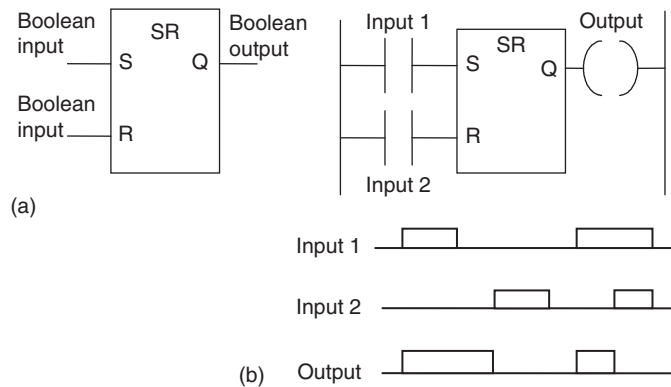 Boolean
input
SR
Boolean
output
S
Q
Boolean
input
R
(a)
Input 1
Output
SR
S
Q
R
Input 2
Input 1
Input 2
(b)
Output